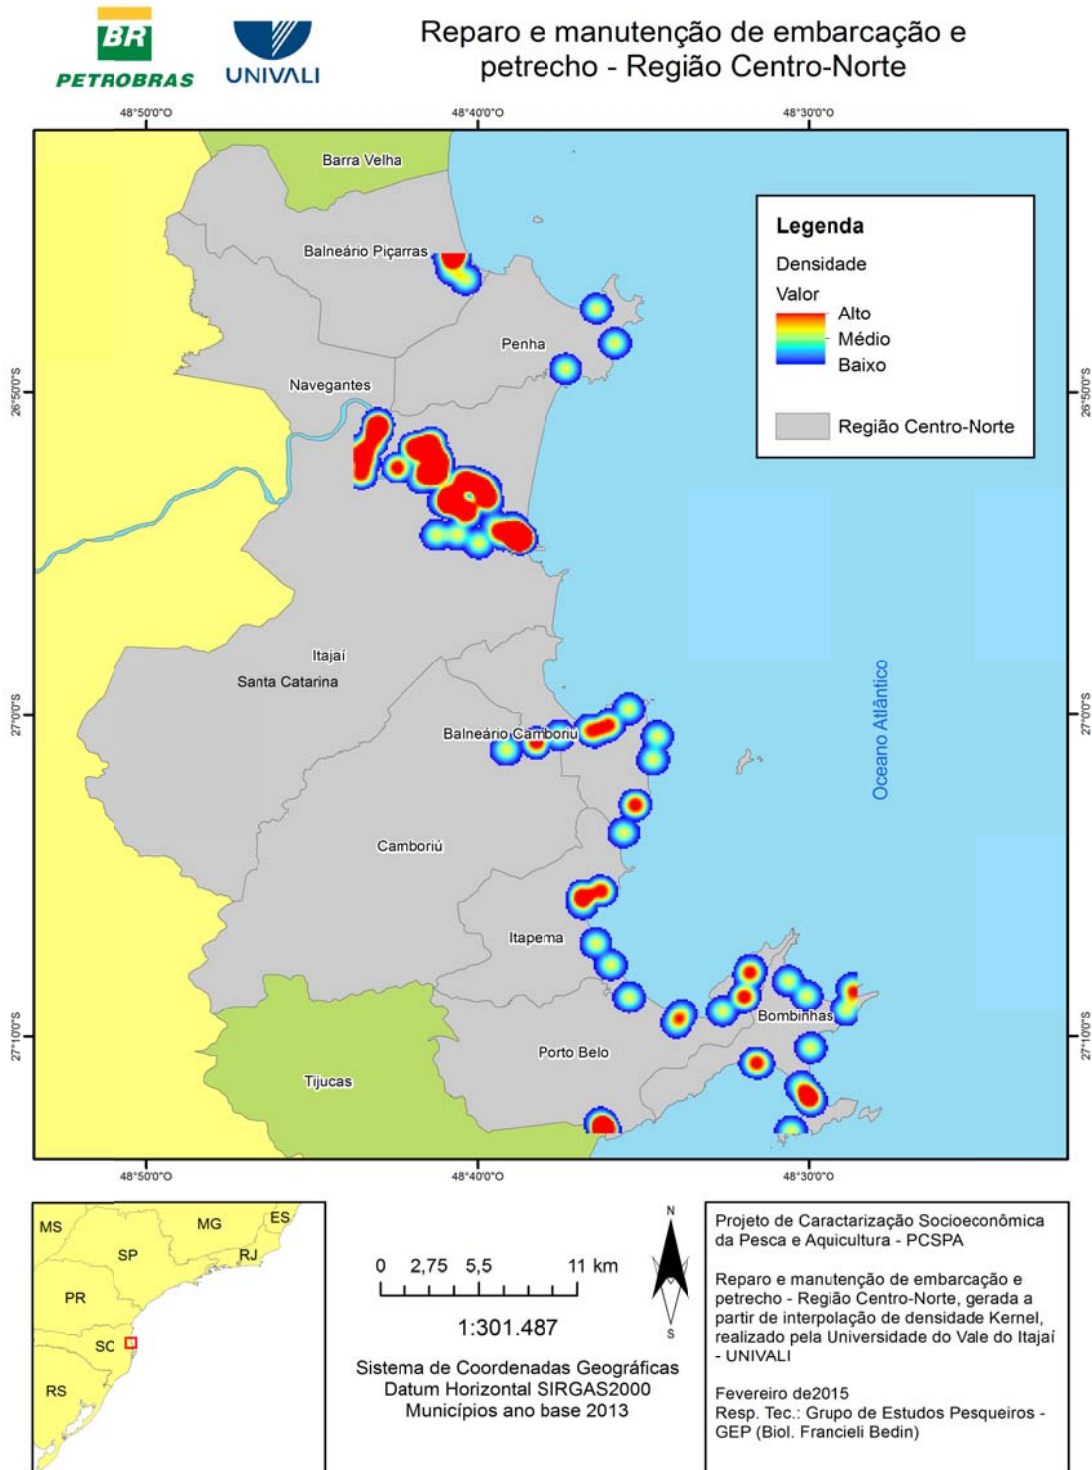 BR
PETROBRAS
UNIVALI
Reparo e manutenção de embarcação e
petrecho - Região Centro-Norte
48°50'0"O
48°40'0"O
48°30'0"O
Barra Velha
Legenda
Balneário Piçarras
Densidade
Valor
Alto
Médio
Baixo
Penha
Navegantes
26°50'0"S
26°50'0"S
Região Centro-Norte
Itajaí
Santa Catarina
Oceano Atlântico
27°0'0"S
27°0'0"S
Balneário Camboriú
Camboriú
Itapema
Bombinhas
27°10'0"S
27°10'0"S
Porto Belo
Tijucas
48°50'0"O
48°40'0"O
48°30'0"O
MS
MG
ES
SP
RJ
PR
SC
RS
0 2,75 5,5 11 km
1:301.487
Sistema de Coordenadas Geográficas
Datum Horizontal SIRGAS2000
Municípios ano base 2013
N
S
Projeto de Caractarização Socioeconômica
da Pesca e Aquicultura - PCSPA
Reparo e manutenção de embarcação e
petrecho - Região Centro-Norte, gerada a
partir de interpolação de densidade Kernel,
realizado pela Universidade do Vale do Itajaí
- UNIVALI
Fevereiro de2015
Resp. Tec.: Grupo de Estudos Pesqueiros -
GEP (Biol. Francieli Bedin)